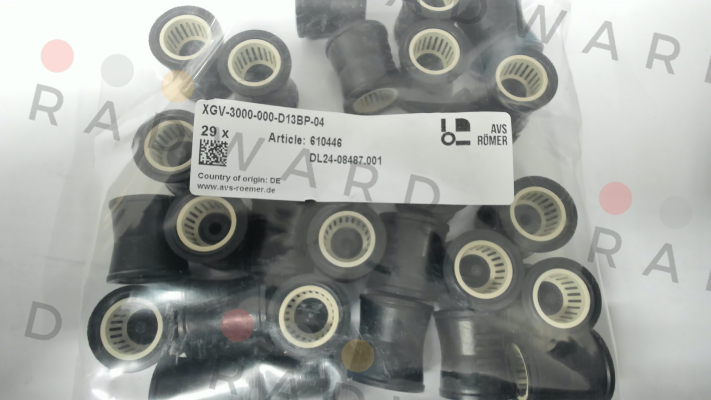 XGV-3000-000-D13BP-04
29 x
Article: 610446
DL24-08487.001
Country of origin: DE
www.avs-roemer.de
AVS
RÖMER
RADWARD
RADWARD